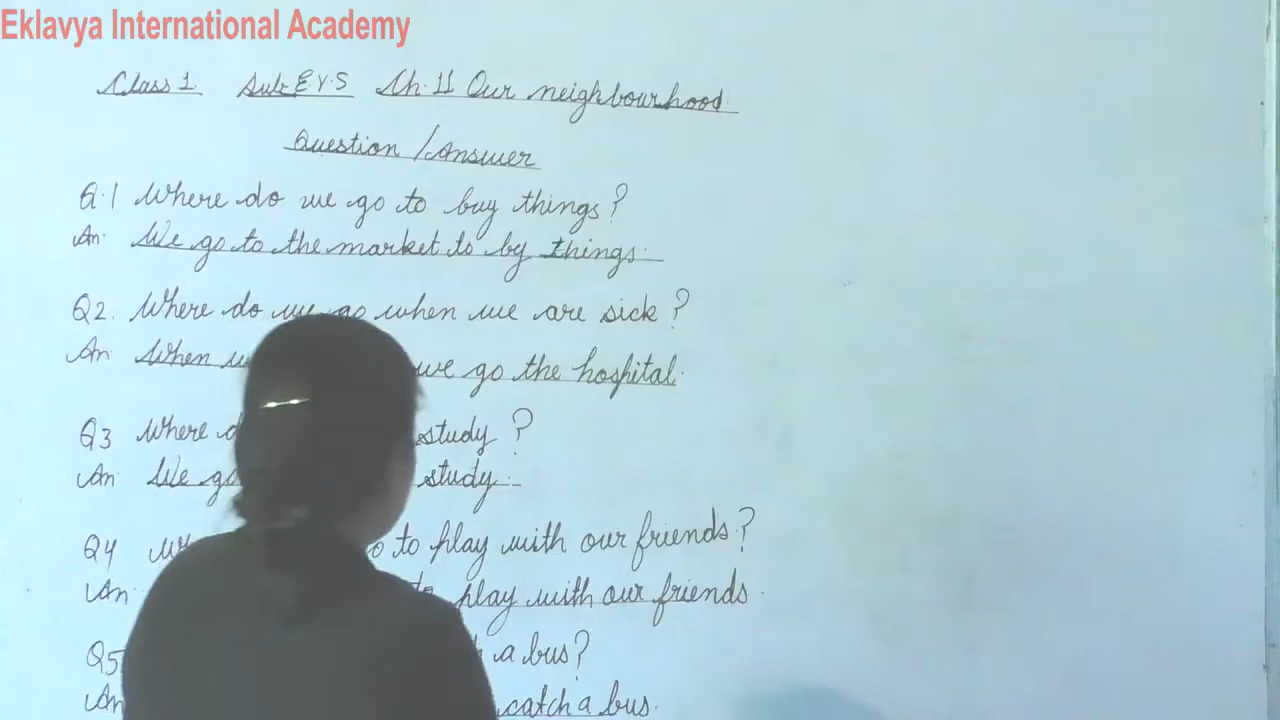 Eklavya International Academy
Class 1 Sub:- E.V.S Ch. 11 Our neighbourhood
Question / Answer
Q.1 Where do we go to buy things?
An. We go to the market to by things.
Q2. Where do we go when we are sick?
An. When we go the hospital.
Q3 Where study?
An. We go study.
Q4 to play with our friends?
An. to play with our friends.
Q5 a bus?
An. catch a bus.